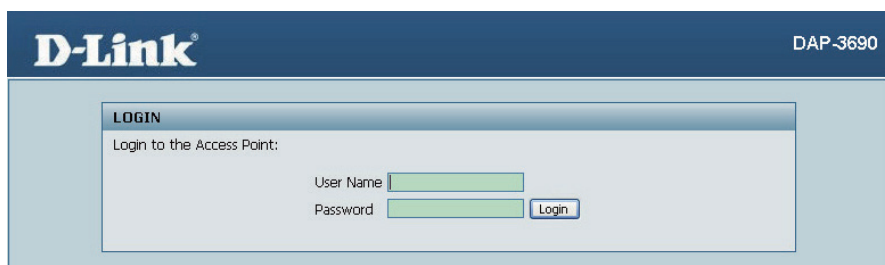 D-Link®
DAP-3690
LOGIN
Login to the Access Point:
User Name
Password Login